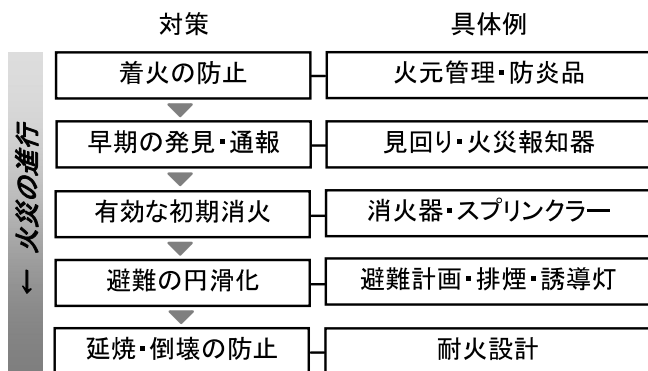 対策 具体例
着火の防止 火元管理・防炎品
早期の発見・通報 見回り・火災報知器
有効な初期消火 消火器・スプリンクラー
避難の円滑化 避難計画・排煙・誘導灯
延焼・倒壊の防止 耐火設計
← 火災の進行